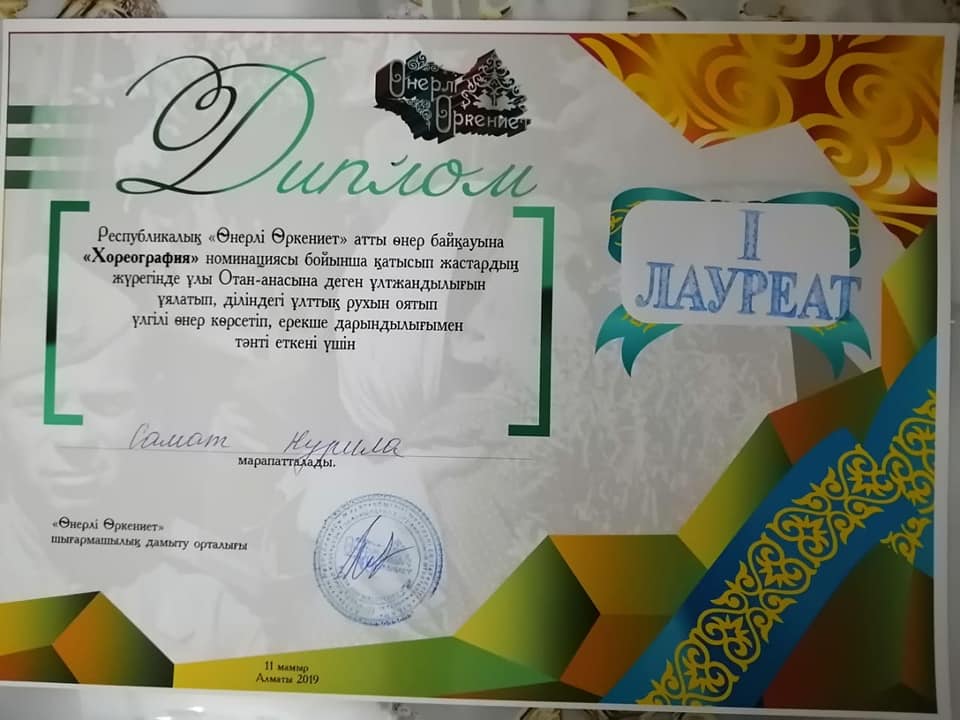 Өнерлі
Өркениет
Диплом
Республикалық «Өнерлі Өркениет» атты өнер байқауына
«Хореография» номинациясы бойынша қатысып жастардың
жүрегінде ұлы Отан-анасына деген ұлтжандылығын
ұялатып, діліндегі ұлттық рухын оятып
үлгілі өнер көрсетіп, ерекше дарындылығымен
тәнті еткені үшін
I
ЛАУРЕАТ
Самат Нурила
марапатталады.
«Өнерлі Өркениет»
шығармашылық дамыту орталығы
11 мамыр
Алматы 2019